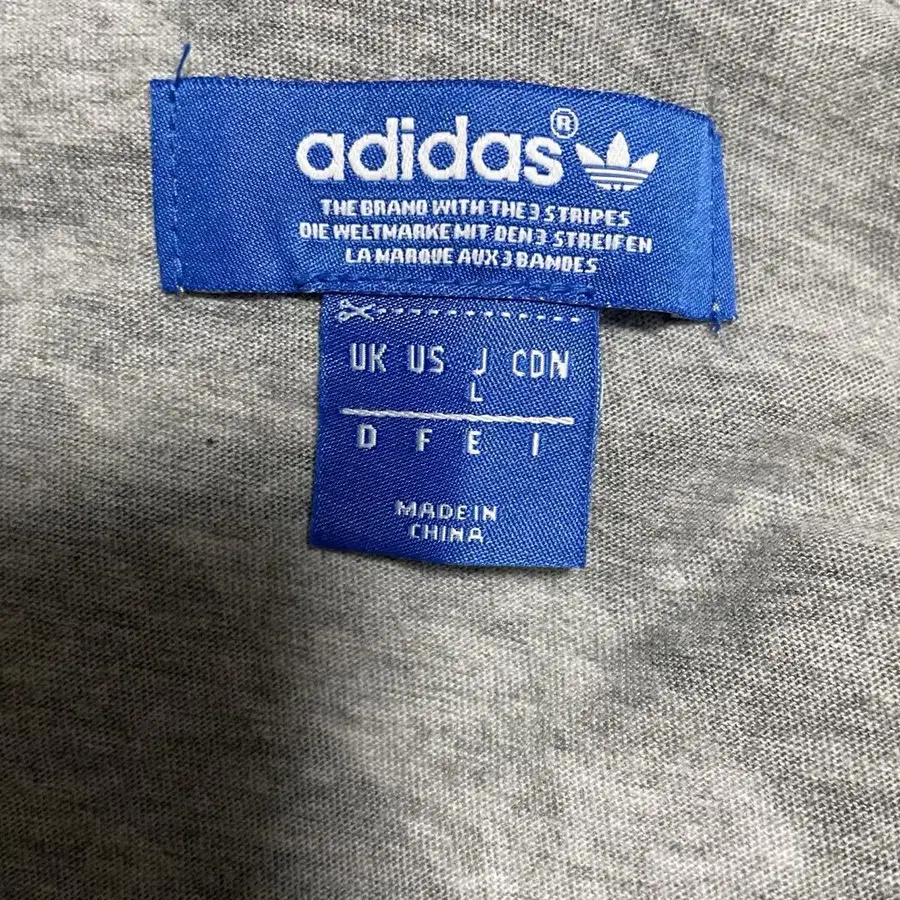 adidas®
THE BRAND WITH THE 3 STRIPES
DIE WELTMARKE MIT DEN 3 STREIFEN
LA MARQUE AUX 3 BANDES
UK US J CDN
L
D F E I
MADE IN
CHINA